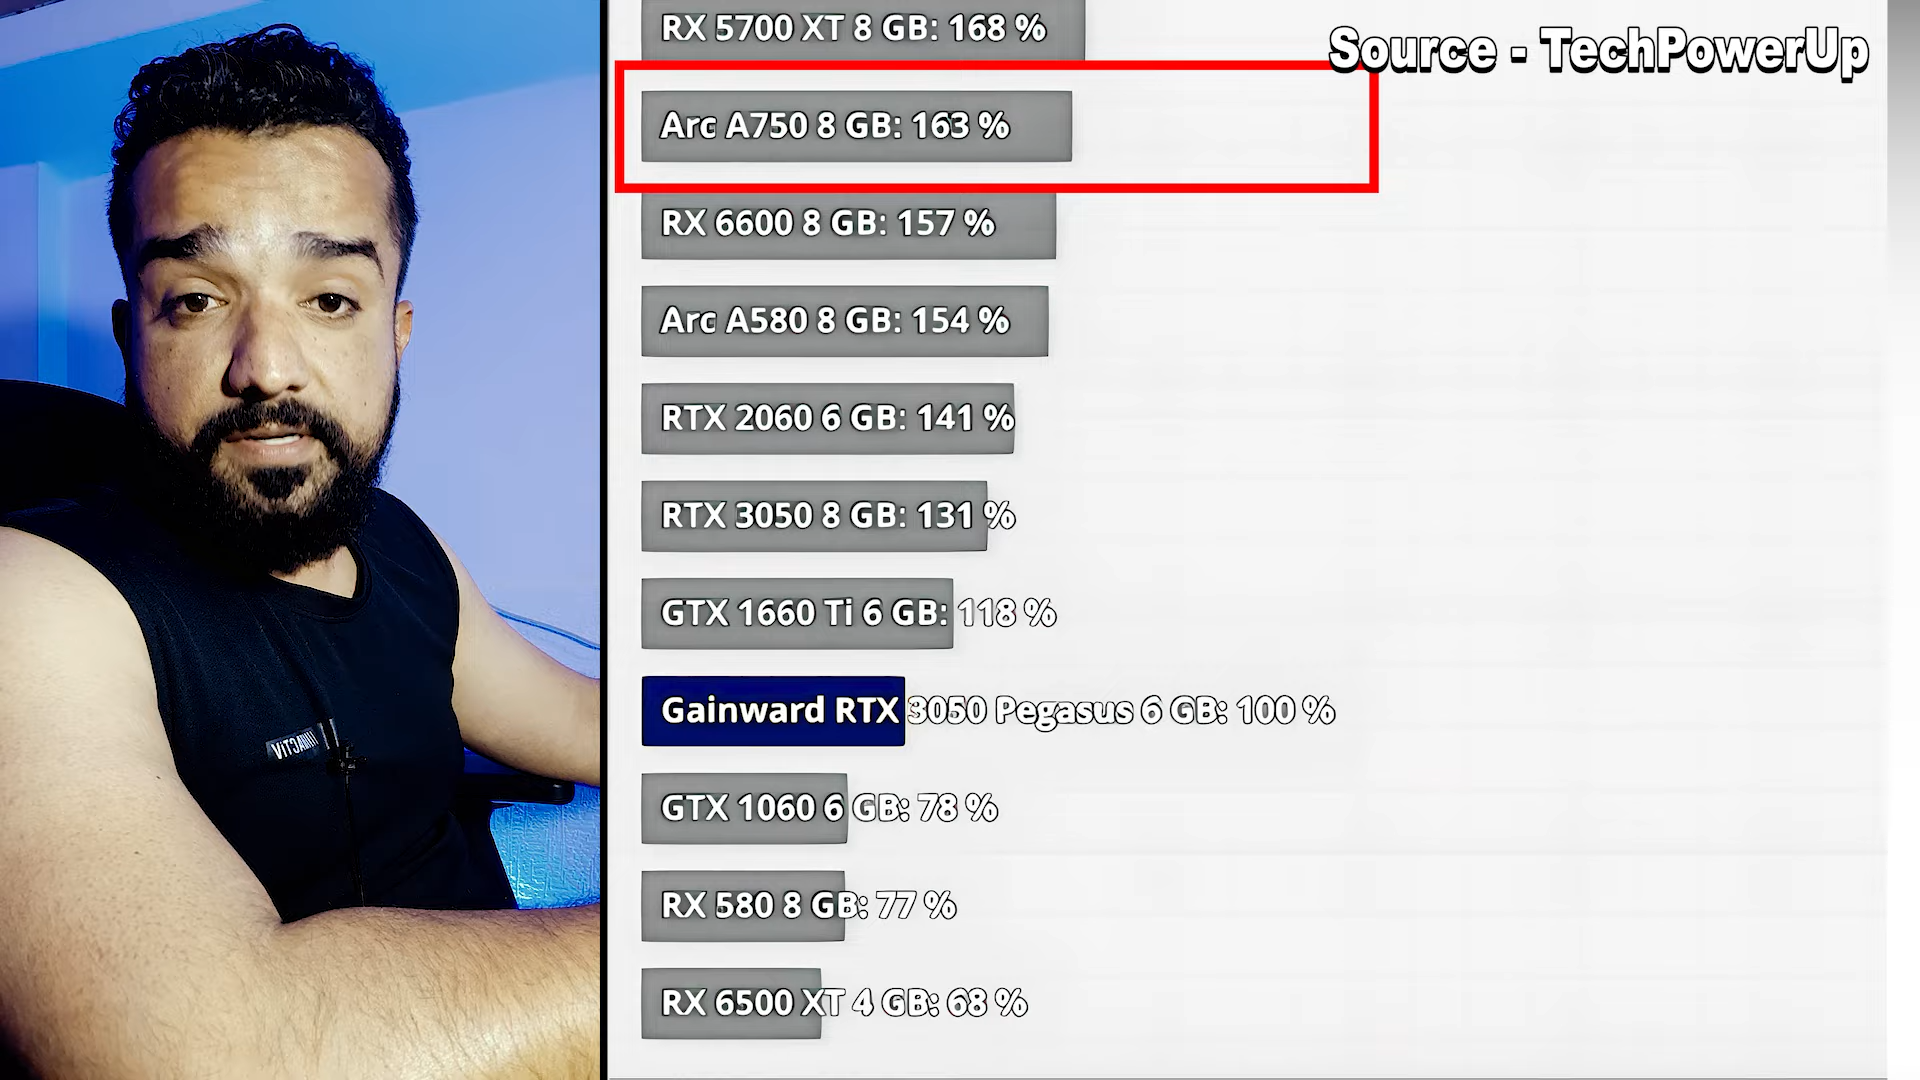 Source - TechPowerUp
RX 5700 XT 8 GB: 168 %
Arc A750 8 GB: 163 %
RX 6600 8 GB: 157 %
Arc A580 8 GB: 154 %
RTX 2060 6 GB: 141 %
RTX 3050 8 GB: 131 %
GTX 1660 Ti 6 GB: 118 %
Gainward RTX 3050 Pegasus 6 GB: 100 %
GTX 1060 6 GB: 78 %
RX 580 8 GB: 77 %
RX 6500 XT 4 GB: 68 %